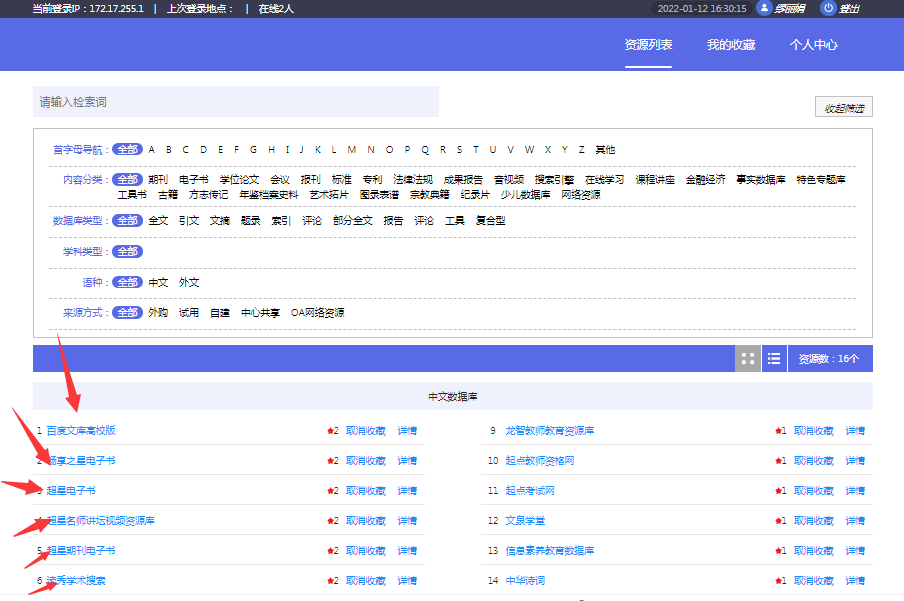 当前登录IP：172.17.255.1 | 上次登录地点： | 在线2人 2022-01-12 16:30:15 缪丽娟 登出
资源列表 我的收藏 个人中心
请输入检索词
收起筛选
首字母导航： 全部 A B C D E F G H I J K L M N O P Q R S T U V W X Y Z 其他
内容分类： 全部 期刊 电子书 学位论文 会议 报刊 标准 专利 法律法规 成果报告 音视频 搜索引擎 在线学习 课程讲座 金融经济 事实数据库 特色专题库
工具书 古籍 方志传记 年鉴档案史料 艺术拓片 图录表谱 宗教典籍 纪录片 少儿数据库 网络资源
数据库类型： 全部 全文 引文 文摘 题录 索引 评论 部分全文 报告 评论 工具 复合型
学科类型： 全部
语种： 全部 中文 外文
来源方式： 全部 外购 试用 自建 中心共享 OA网络资源
资源数：16个
中文数据库
1 百度文库高校版 2 取消收藏 详情 9 龙智教师教育资源库 1 取消收藏 详情
2 畅享之星电子书 2 取消收藏 详情 10 起点教师资格网 1 取消收藏 详情
3 超星电子书 2 取消收藏 详情 11 起点考试网 1 取消收藏 详情
4 超星名师讲坛视频资源库 2 取消收藏 详情 12 文泉学堂 1 取消收藏 详情
5 超星期刊电子书 2 取消收藏 详情 13 信息素养教育数据库 1 取消收藏 详情
6 读秀学术搜索 2 取消收藏 详情 14 中华诗词 1 取消收藏 详情